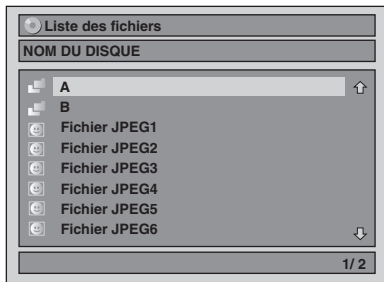 Liste des fichiers
NOM DU DISQUE
A
B
Fichier JPEG1
Fichier JPEG2
Fichier JPEG3
Fichier JPEG4
Fichier JPEG5
Fichier JPEG6
1/ 2